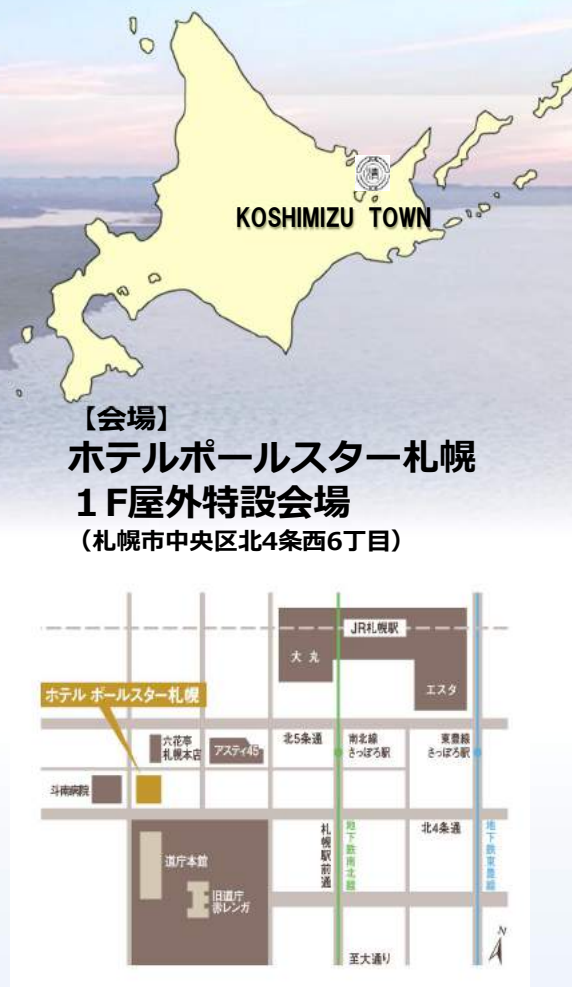 清
KOSHIMIZU TOWN
【会場】
ホテルポールスター札幌
１F屋外特設会場
（札幌市中央区北4条西6丁目）
JR札幌駅
大丸
エスタ
ホテル ポールスター札幌
六花亭
札幌本店
アスティ45
北5条通
南北線
さっぽろ駅
東豊線
さっぽろ駅
斗南病院
北4条通
札幌駅前通
地下鉄南北線
地下鉄東豊線
道庁本館
旧道庁
赤レンガ
至大通り
N